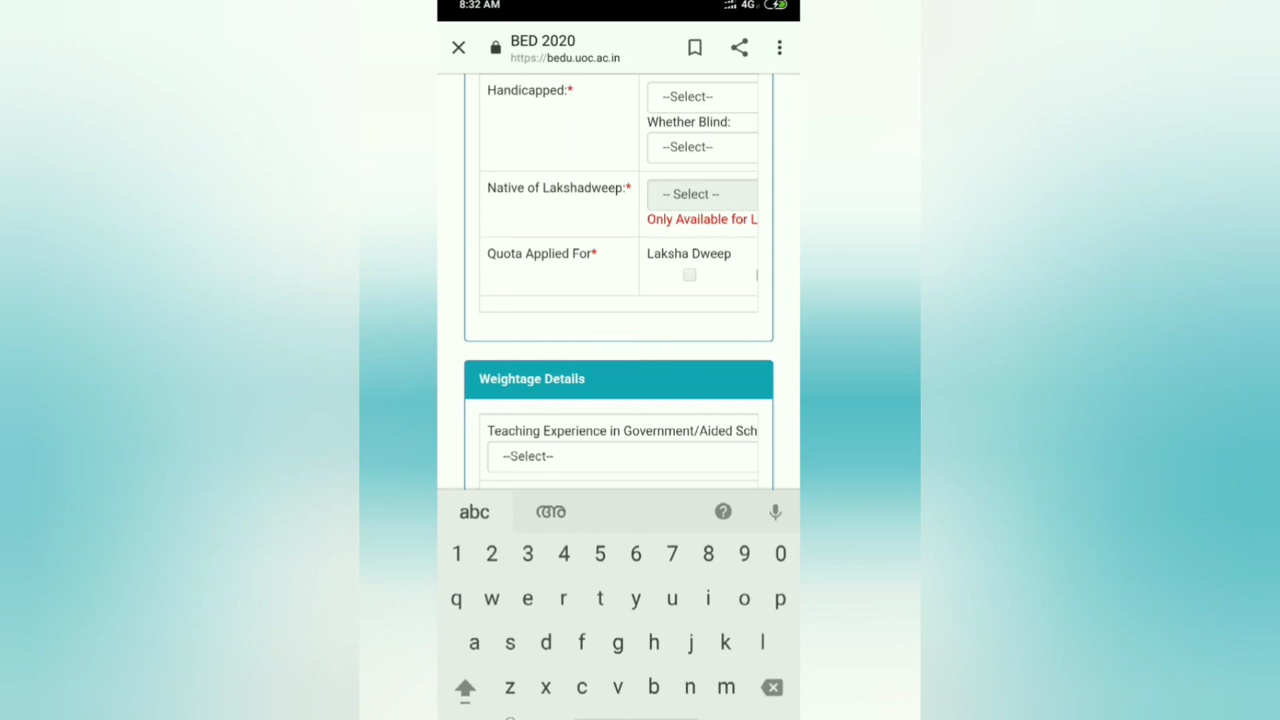 8:32 AM
4G
BED 2020
https://bedu.uoc.ac.in
Handicapped:*
--Select--
Whether Blind:
--Select--
Native of Lakshadweep:*
-- Select --
Only Available for L
Quota Applied For*
Laksha Dweep
Weightage Details
Teaching Experience in Government/Aided Sch
--Select--
abc അ
1 2 3 4 5 6 7 8 9 0
q w e r t y u i o p
a s d f g h j k l
z x c v b n m